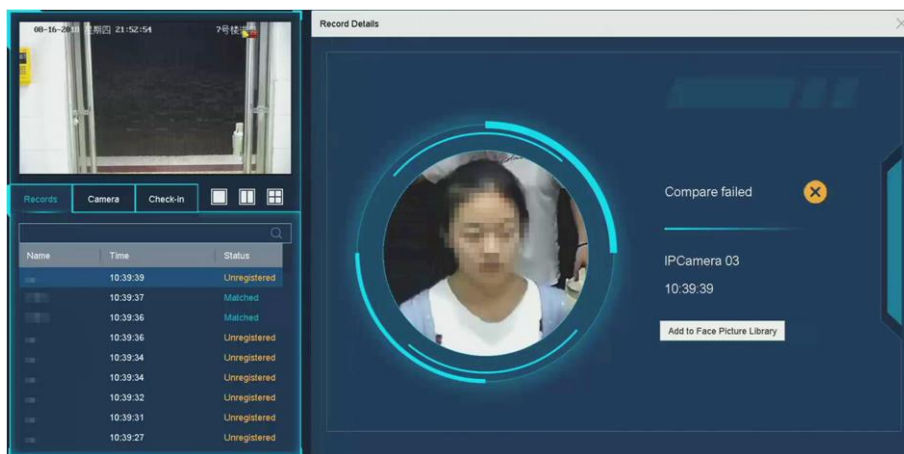 Record Details
08-16-2018 星期四 21:52:54
7号楼
Records Camera Check-in
Name Time Status
10:39:39 Unregistered
10:39:37 Matched
10:39:36 Matched
10:39:36 Unregistered
10:39:34 Unregistered
10:39:34 Unregistered
10:39:32 Unregistered
10:39:31 Unregistered
10:39:27 Unregistered
Compare failed
IPCamera 03
10:39:39
Add to Face Picture Library